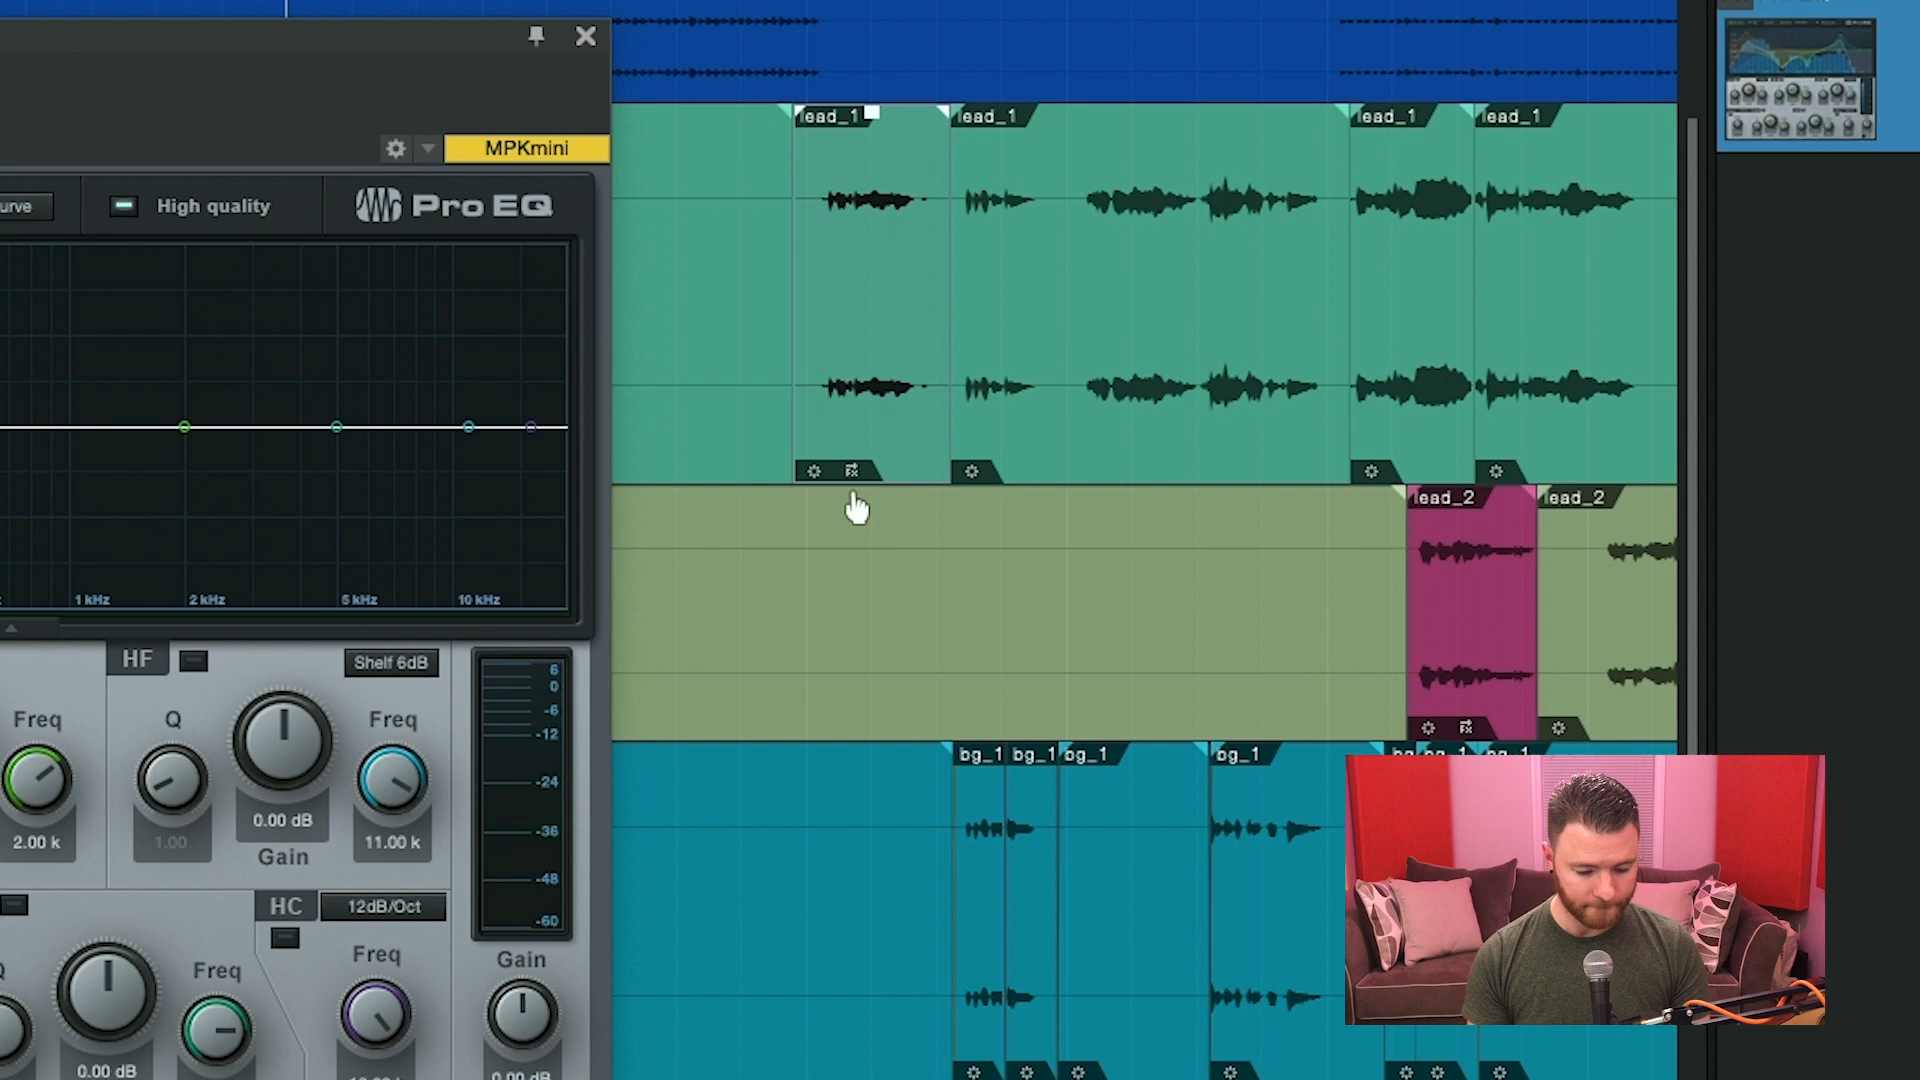 lead_1 lead_1 lead_1 lead_1
MPKmini
urve High quality Pro EQ
lead_2 lead_2
1 kHz 2 kHz 5 kHz 10 kHz
HF Shelf 6dB
6
0
-6
-12
-24
-36
-48
-60
Freq Q Freq
2.00 k 1.00 0.00 dB 11.00 k
Gain
bg_1 bg_1 bg_1 bg_1 bg_1 bg_1
HC 12dB/Oct
Q Freq Freq Gain
0.00 dB 0.00 dB